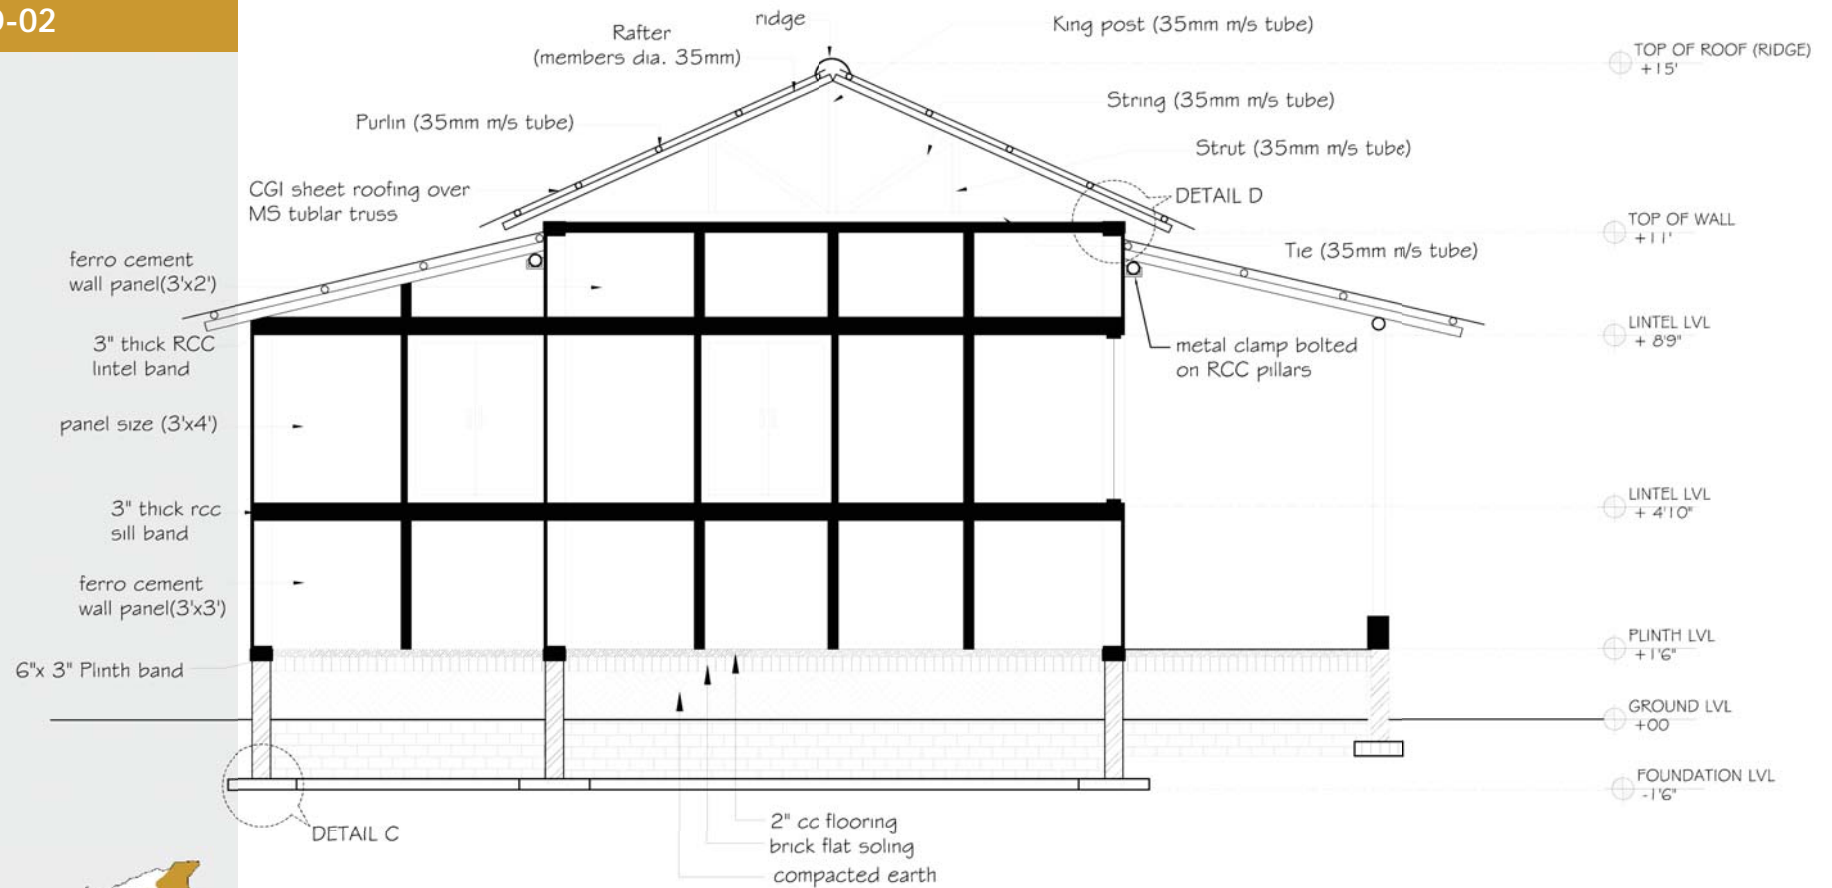 0-02
ridge
Rafter
(members dia. 35mm)
King post (35mm m/s tube)
TOP OF ROOF (RIDGE)
+15'
String (35mm m/s tube)
Purlin (35mm m/s tube)
Strut (35mm m/s tube)
CGI sheet roofing over
MS tublar truss
DETAIL D
TOP OF WALL
+11'
Tie (35mm m/s tube)
ferro cement
wall panel(3'x2')
LINTEL LVL
+ 8'9"
3" thick RCC
lintel band
metal clamp bolted
on RCC pillars
panel size (3'x4')
LINTEL LVL
+ 4'10"
3" thick rcc
sill band
ferro cement
wall panel(3'x3')
PLINTH LVL
+1'6"
6"x 3" Plinth band
GROUND LVL
+00
FOUNDATION LVL
-1'6"
DETAIL C
2" cc flooring
brick flat soling
compacted earth